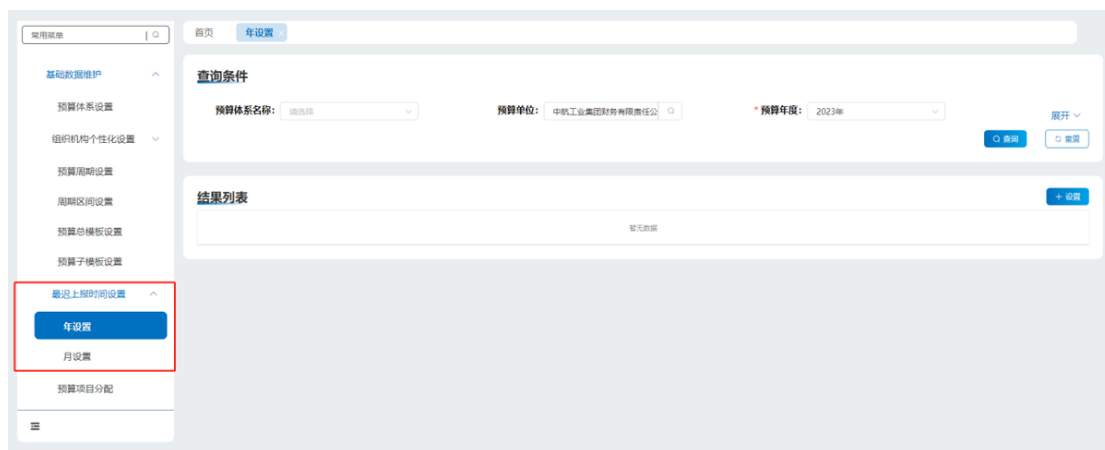 常用菜单
首页 年设置
基础数据维护
预算体系设置
组织机构个性化设置
预算周期设置
周期区间设置
预算总模板设置
预算子模板设置
最迟上报时间设置
年设置
月设置
预算项目分配
查询条件
预算体系名称： 请选择 预算单位： 中航工业集团财务有限责任公 * 预算年度： 2023年 展开
查询 重置
结果列表 + 设置
暂无数据